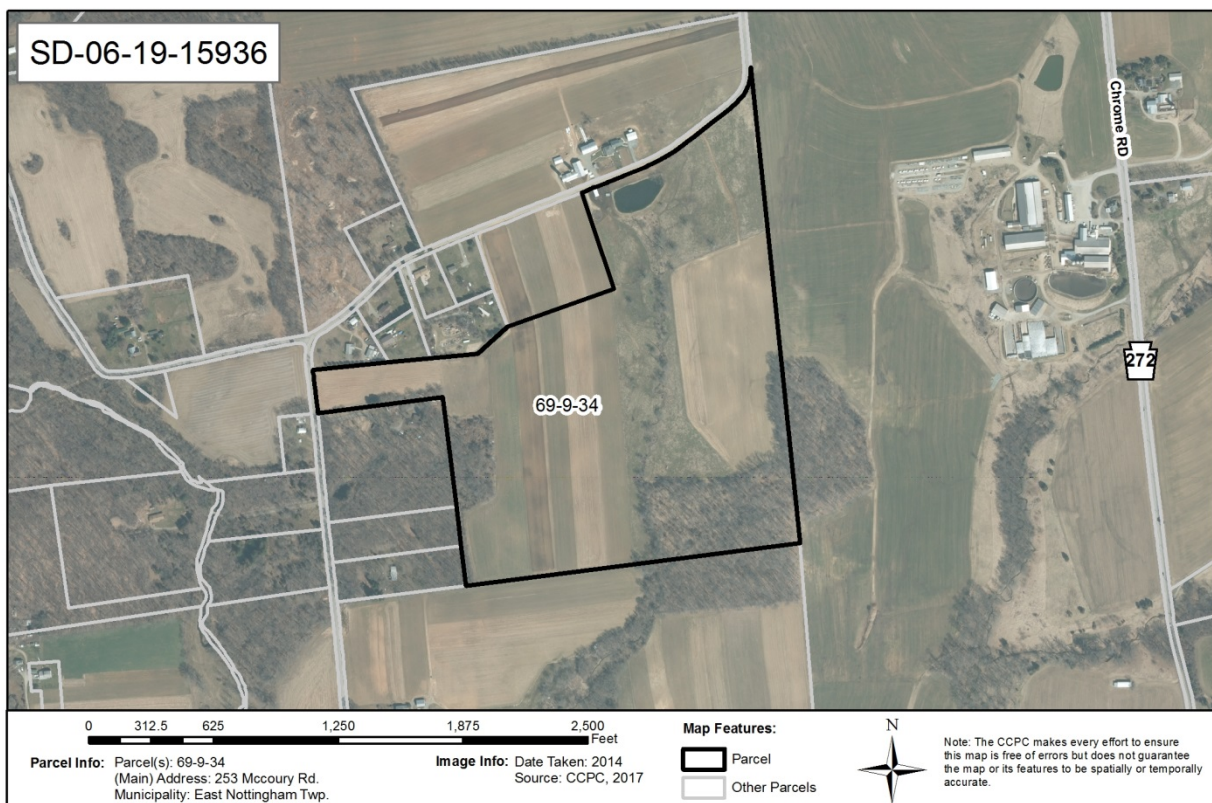 SD-06-19-15936
Chrome RD
272
69-9-34
0 312.5 625 1,250 1,875 2,500
Feet
Parcel Info: Parcel(s): 69-9-34
(Main) Address: 253 Mccoury Rd.
Municipality: East Nottingham Twp.
Image Info: Date Taken: 2014
Source: CCPC, 2017
Map Features:
Parcel
Other Parcels
N
Note: The CCPC makes every effort to ensure
this map is free of errors but does not guarantee
the map or its features to be spatially or temporally
accurate.